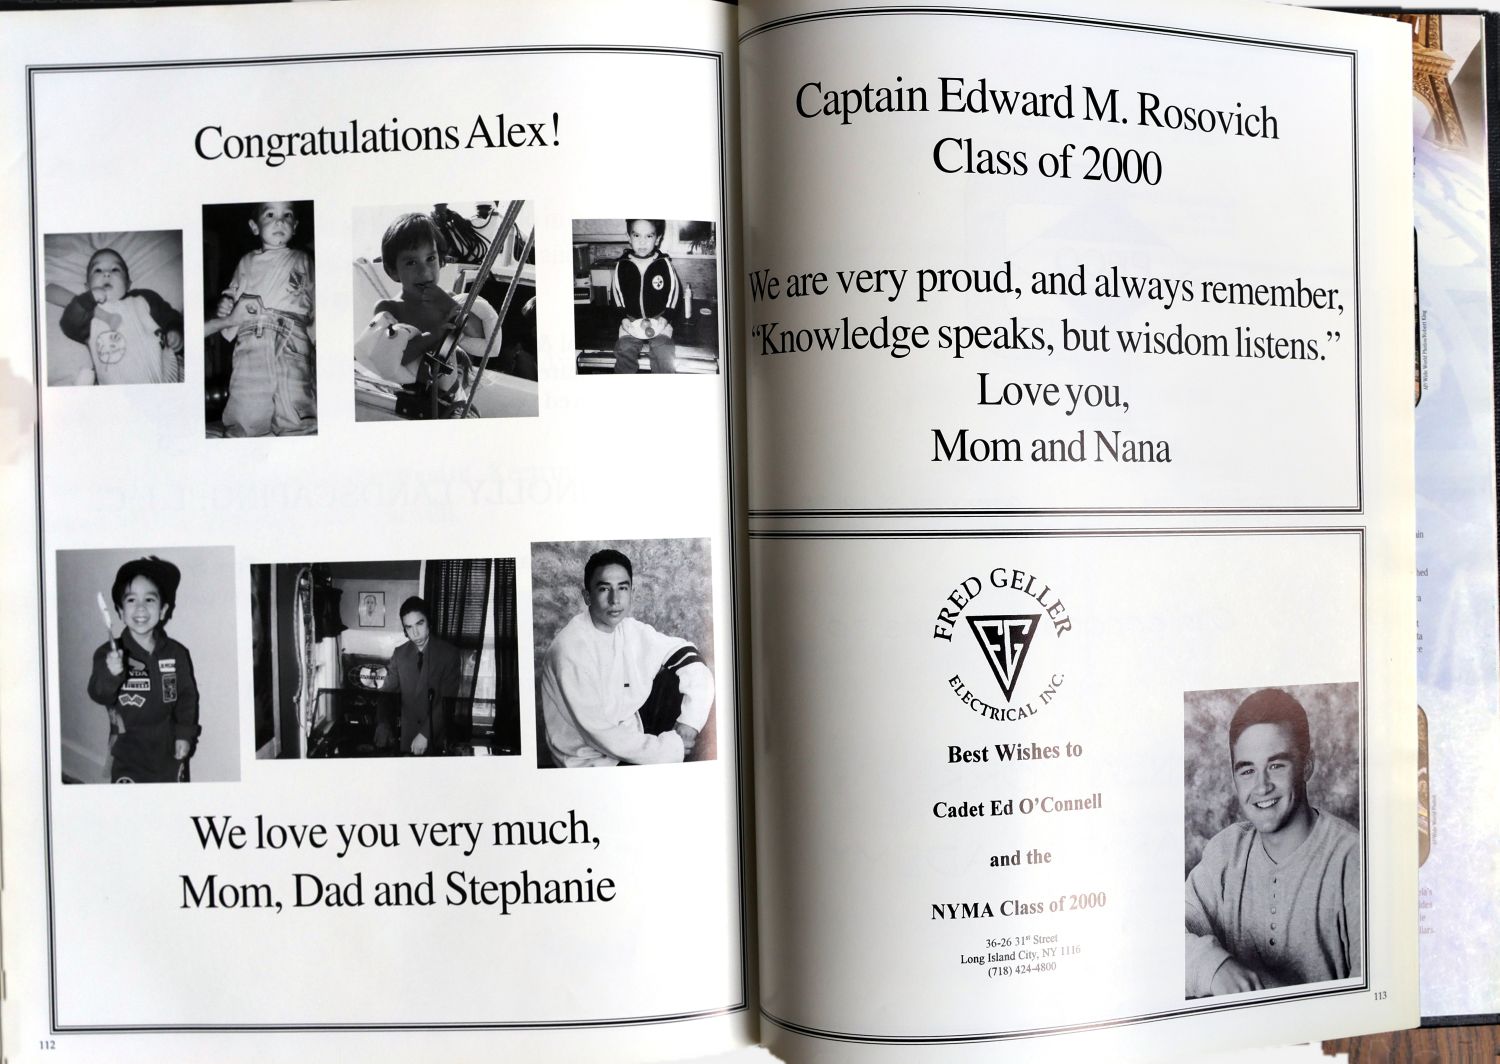 Congratulations Alex!
We love you very much,
Mom, Dad and Stephanie
112
Captain Edward M. Rosovich
Class of 2000
We are very proud, and always remember,
“Knowledge speaks, but wisdom listens.”
Love you,
Mom and Nana
FRED GELLER
FG
ELECTRICAL INC.
Best Wishes to
Cadet Ed O’Connell
and the
NYMA Class of 2000
36-26 31st Street
Long Island City, NY 1116
(718) 424-4800
113